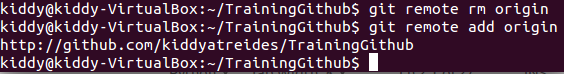 kiddy@kiddy-VirtualBox:~/TrainingGithub$ git remote rm origin
kiddy@kiddy-VirtualBox:~/TrainingGithub$ git remote add origin
http://github.com/kiddyatreides/TrainingGithub
kiddy@kiddy-VirtualBox:~/TrainingGithub$